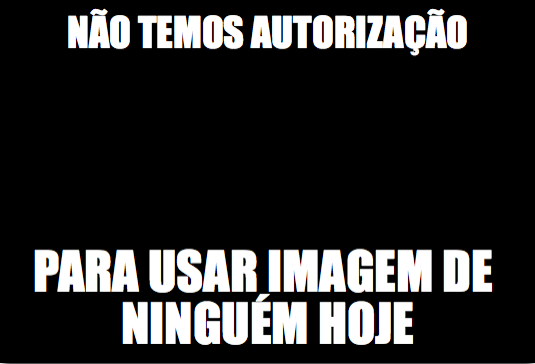 NÃO TEMOS AUTORIZAÇÃO
PARA USAR IMAGEM DE
NINGUÉM HOJE